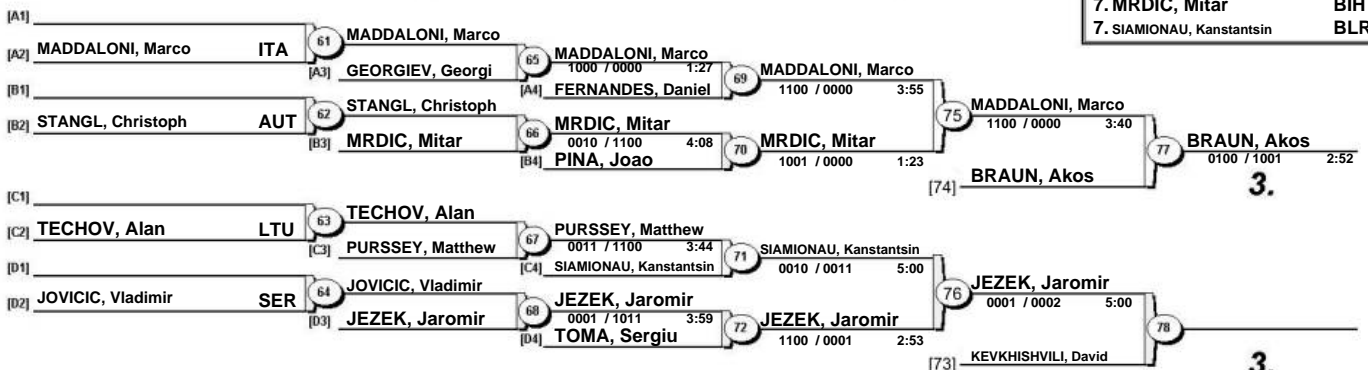 7. MRDIC, Mitar BIH
7. SIAMIONAU, Kanstantsin BLR
[A1]
[A2] MADDALONI, Marco ITA
61
MADDALONI, Marco
[A3] GEORGIEV, Georgi
65
MADDALONI, Marco
1000 / 0000 1:27
[A4] FERNANDES, Daniel
69
MADDALONI, Marco
1100 / 0000 3:55
[B1]
[B2] STANGL, Christoph AUT
62
STANGL, Christoph
[B3] MRDIC, Mitar
66
MRDIC, Mitar
0010 / 1100 4:08
[B4] PINA, Joao
70
MRDIC, Mitar
1001 / 0000 1:23
75
MADDALONI, Marco
1100 / 0000 3:40
[74] BRAUN, Akos
77
BRAUN, Akos
0100 / 1001 2:52
3.
[C1]
[C2] TECHOV, Alan LTU
63
TECHOV, Alan
[C3] PURSSEY, Matthew
67
PURSSEY, Matthew
0011 / 1100 3:44
[C4] SIAMIONAU, Kanstantsin
71
SIAMIONAU, Kanstantsin
0010 / 0011 5:00
[D1]
[D2] JOVICIC, Vladimir SER
64
JOVICIC, Vladimir
[D3] JEZEK, Jaromir
68
JEZEK, Jaromir
0001 / 1011 3:59
[D4] TOMA, Sergiu
72
JEZEK, Jaromir
1100 / 0001 2:53
76
JEZEK, Jaromir
0001 / 0002 5:00
[73] KEVKHISHVILI, David
78
3.